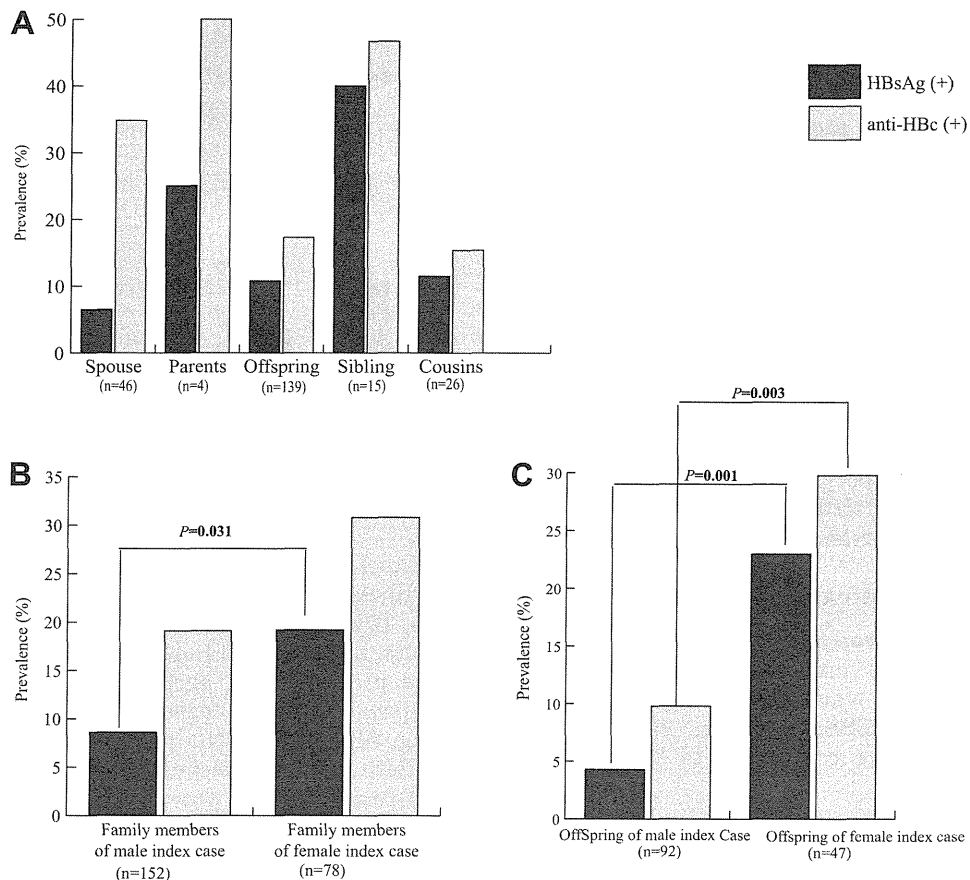 A
50
40
30
20
10
0
Prevalence (%)
Spouse
(n=46)
Parents
(n=4)
Offspring
(n=139)
Sibling
(n=15)
Cousins
(n=26)
HBsAg (+)
anti-HBc (+)
B
35
30
25
20
15
10
5
0
Prevalence (%)
P=0.031
Family members
of male index case
(n=152)
Family members
of female index case
(n=78)
C
30
25
20
15
10
5
0
Prevalence (%)
P=0.003
P=0.001
OffSpring of male index Case
(n=92)
Offspring of female index case
(n=47)